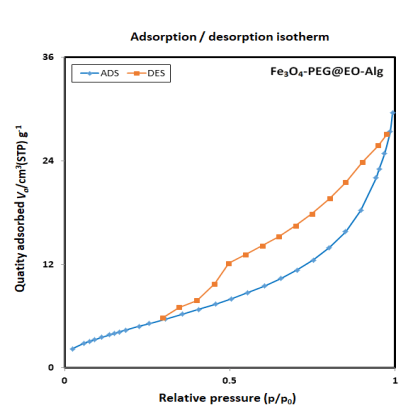 Adsorption / desorption isotherm
ADS DES
Fe₃O₄-PEG@EO-Alg
36
24
12
0
0 0.5 1
Quatity adsorbed Vₐ/cm³(STP) g⁻¹
Relative pressure (p/p₀)